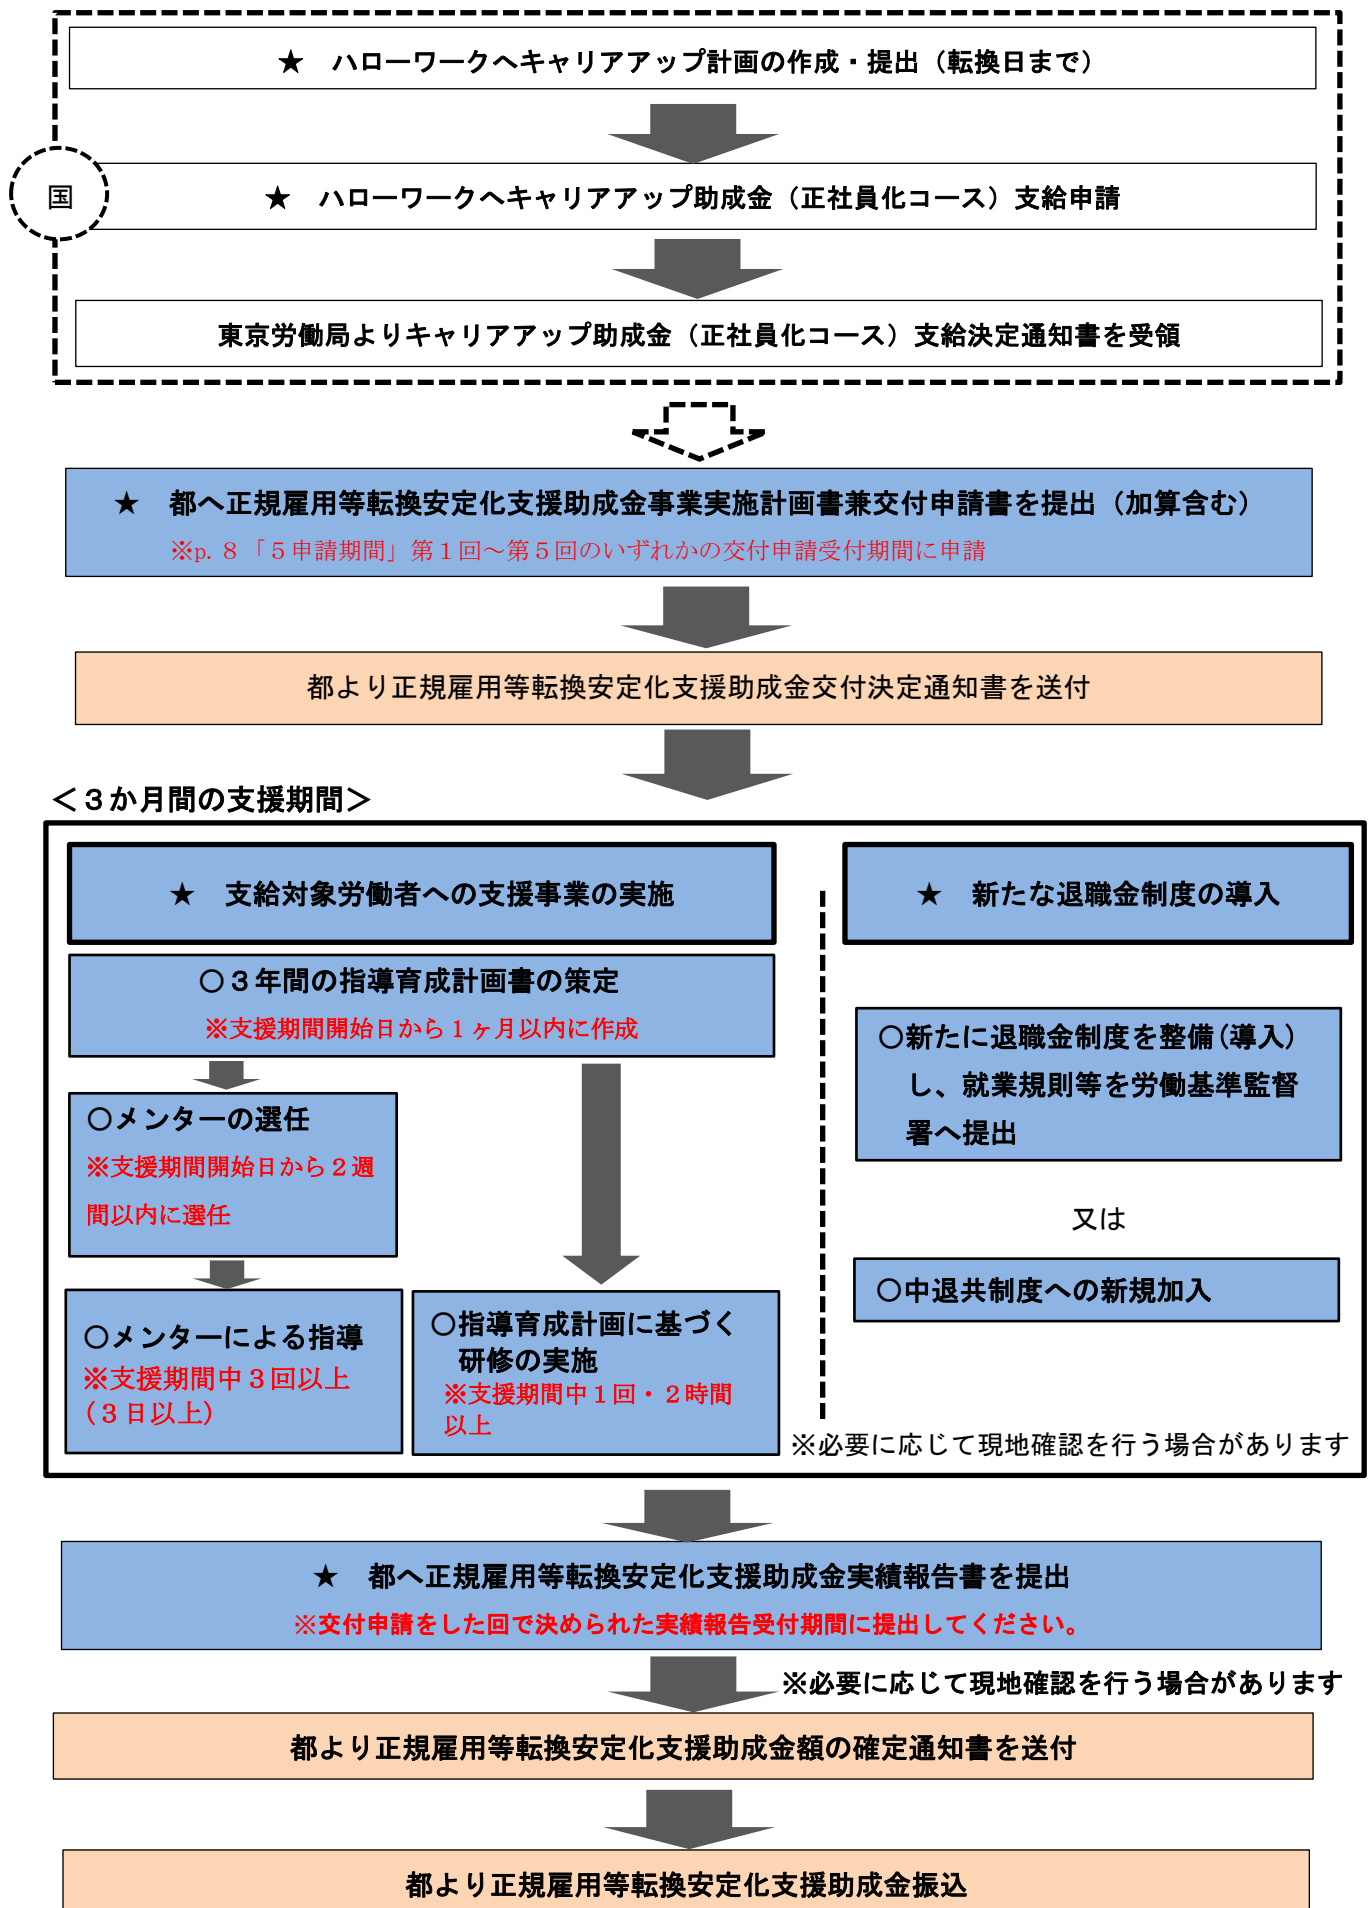 ★　ハローワークへキャリアアップ計画の作成・提出（転換日まで）
国
★　ハローワークへキャリアアップ助成金（正社員化コース）支給申請
東京労働局よりキャリアアップ助成金（正社員化コース）支給決定通知書を受領
★　都へ正規雇用等転換安定化支援助成金事業実施計画書兼交付申請書を提出（加算含む）
※p.８「５申請期間」第１回～第５回のいずれかの交付申請受付期間に申請
都より正規雇用等転換安定化支援助成金交付決定通知書を送付
＜３か月間の支援期間＞
★　支給対象労働者への支援事業の実施
○３年間の指導育成計画書の策定
※支援期間開始日から１ヶ月以内に作成
○メンターの選任
※支援期間開始日から２週
間以内に選任
○メンターによる指導
※支援期間中３回以上
（３日以上）
○指導育成計画に基づく
研修の実施
※支援期間中１回・２時間
以上
★　新たな退職金制度の導入
○新たに退職金制度を整備(導入)
し、就業規則等を労働基準監督
署へ提出
又は
○中退共制度への新規加入
※必要に応じて現地確認を行う場合があります
★　都へ正規雇用等転換安定化支援助成金実績報告書を提出
※交付申請をした回で決められた実績報告受付期間に提出してください。
※必要に応じて現地確認を行う場合があります
都より正規雇用等転換安定化支援助成金額の確定通知書を送付
都より正規雇用等転換安定化支援助成金振込